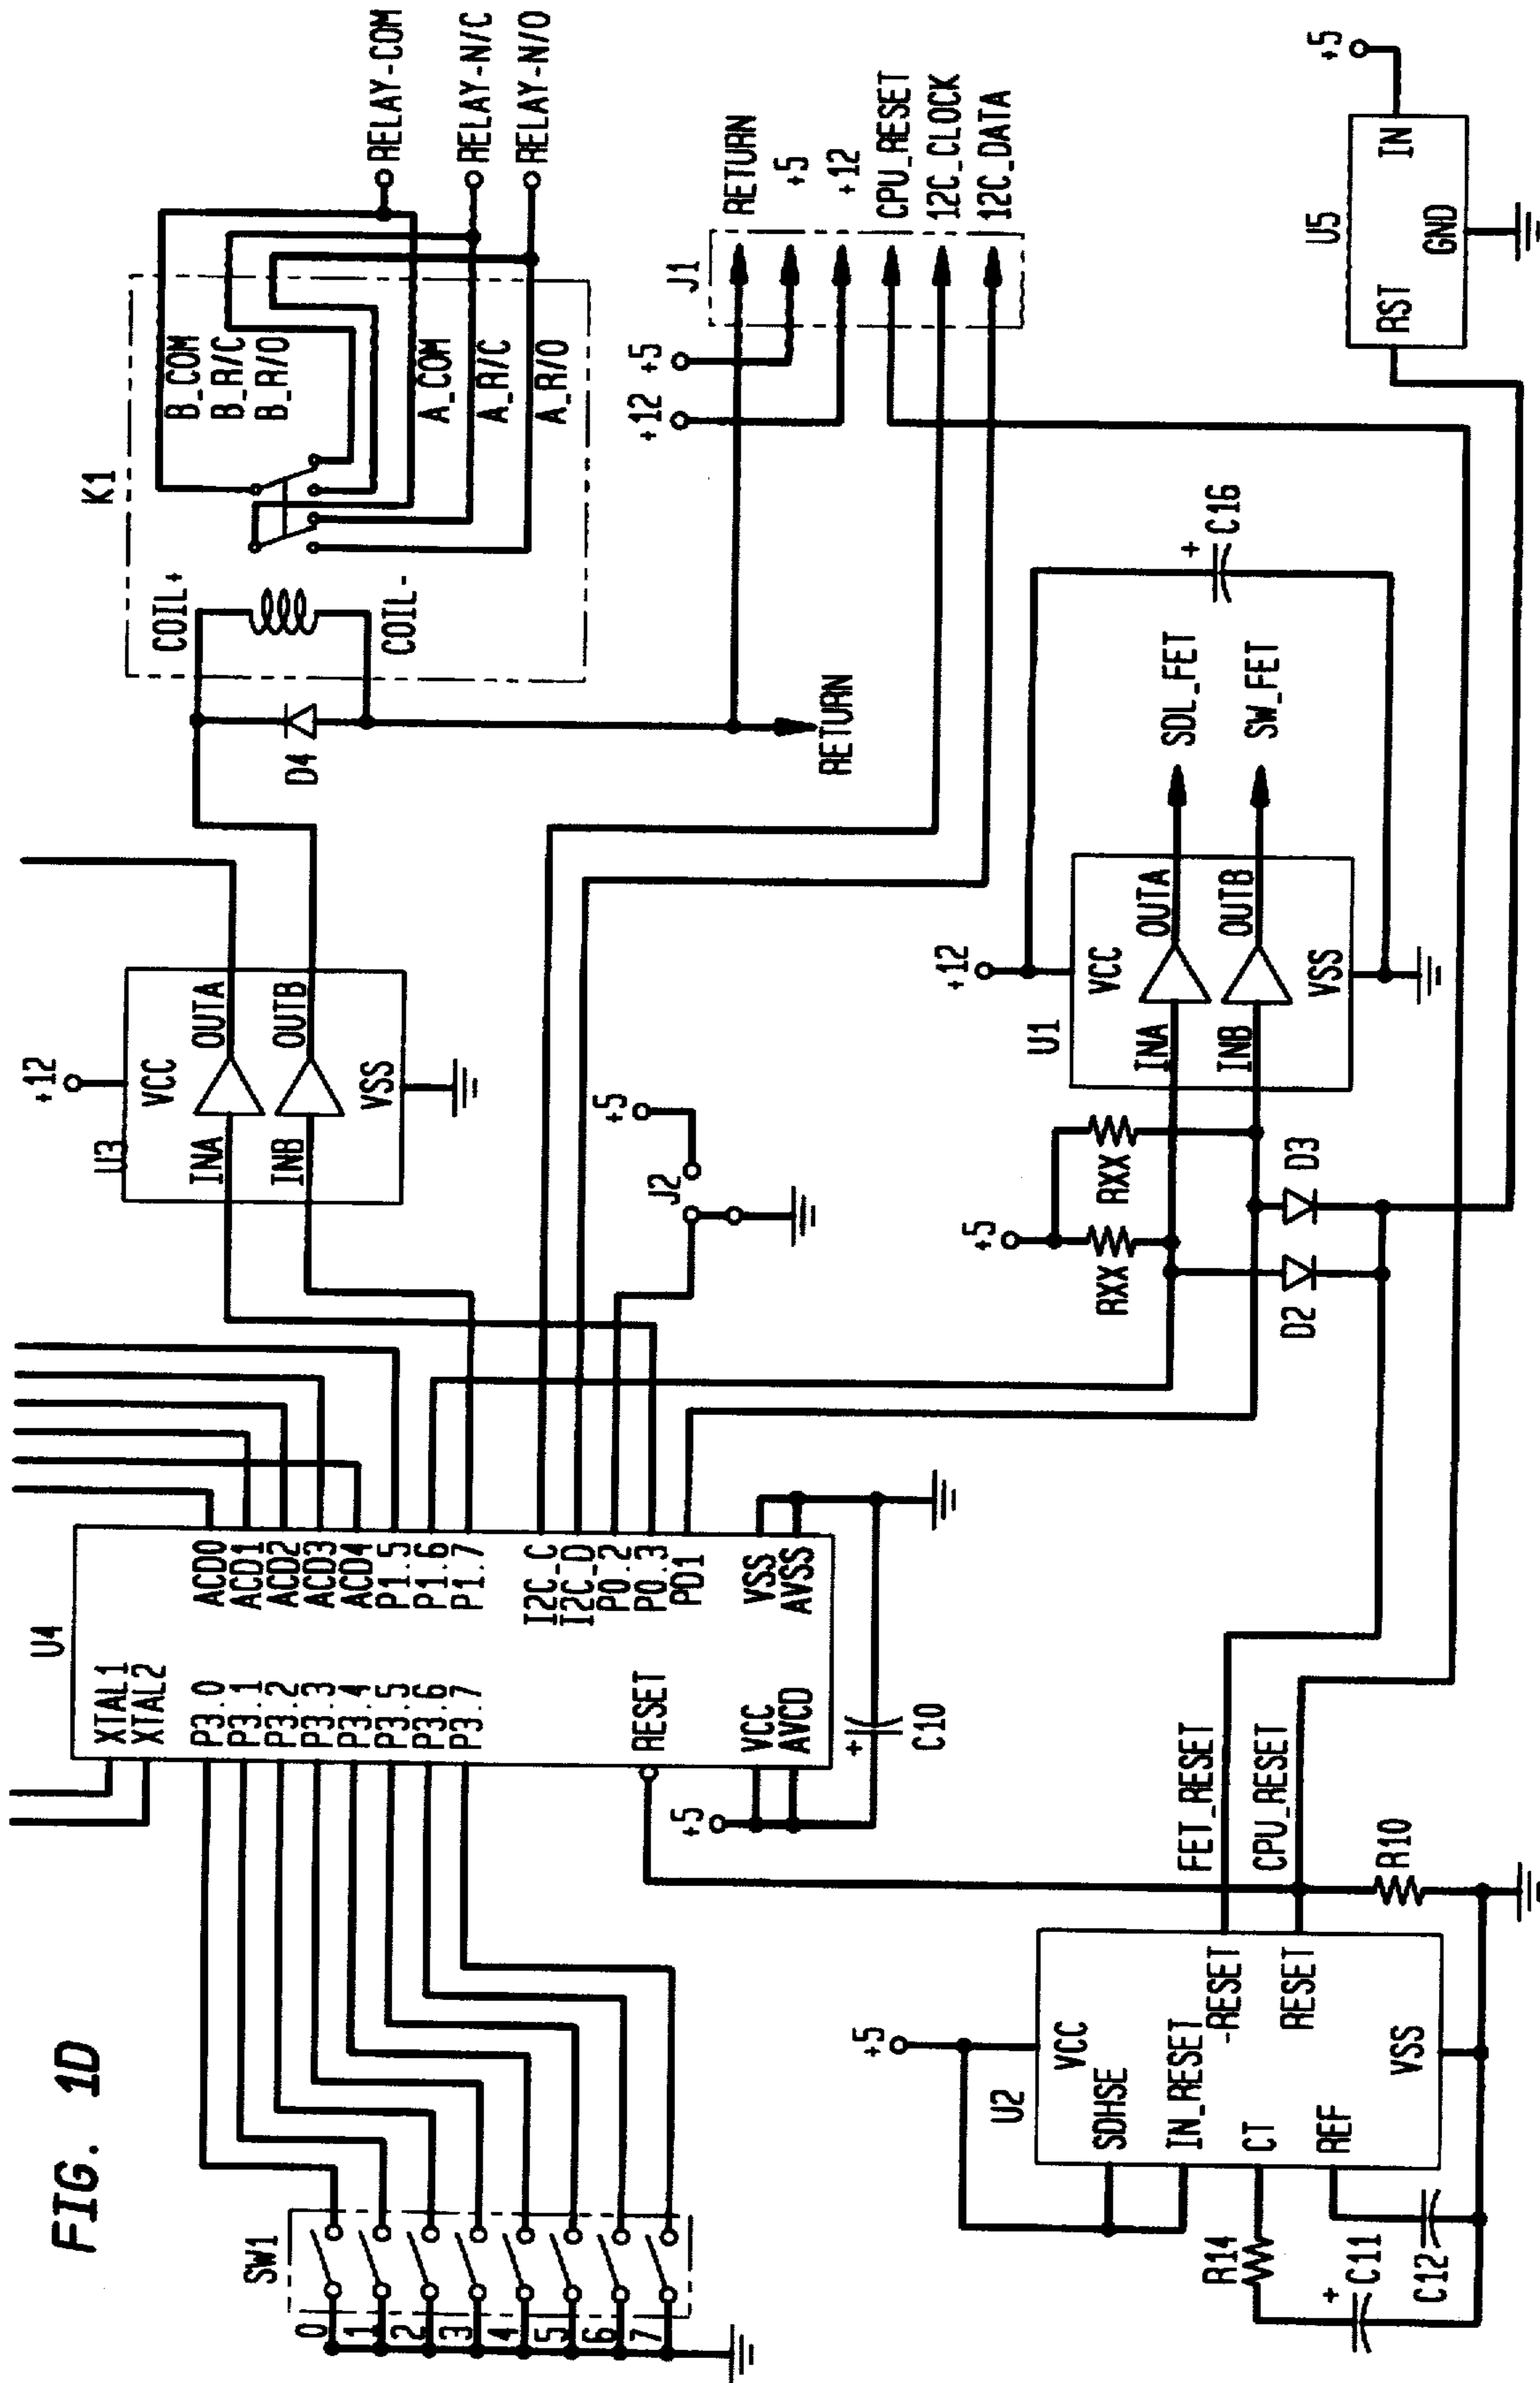 FIG. 1D
SW1
0
1
2
3
4
5
6
7
U4
XTAL1
XTAL2
P3.0
P3.1
P3.2
P3.3
P3.4
P3.5
P3.6
P3.7
RESET
VCC
AVCD
ACD0
ACD1
ACD2
ACD3
ACD4
P1.5
P1.6
P1.7
I2C_C
I2C_D
P0.2
P0.3
PD1
VSS
AVSS
+5
+
C10
+12
U3
VCC
INA
OUTA
INB
OUTB
VSS
J2
+5
D4
RETURN
K1
COIL+
COIL-
B_COM
B_R/C
B_R/O
A_COM
A_R/C
A_R/O
RELAY-COM
RELAY-N/C
RELAY-N/O
+12
+5
J1
RETURN
+5
+12
CPU_RESET
12C_CLOCK
12C_DATA
+5
U2
VCC
SDHSE
IN_RESET
CT
REF
-RESET
RESET
VSS
R14
+
C11
C12
FET_RESET
CPU_RESET
R10
+5
RXX
RXX
D2
D3
+12
U1
VCC
INA
OUTA
INB
OUTB
VSS
SDL_FET
SW_FET
+
C16
U5
RST
IN
GND
+5